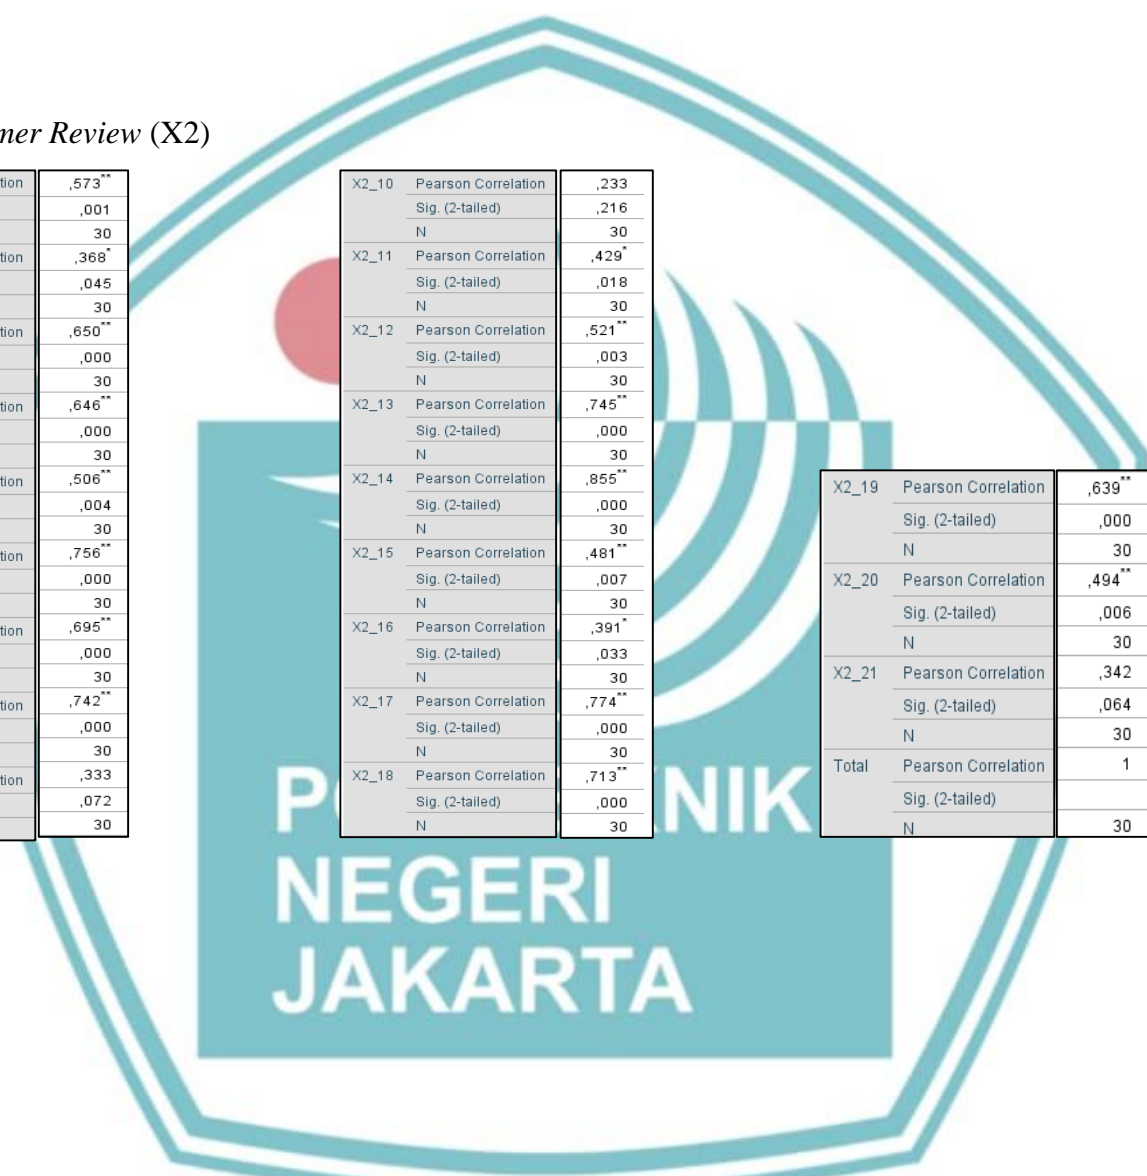 mer Review (X2)
tion ,573**
,001
30
tion ,368*
,045
30
tion ,650**
,000
30
tion ,646**
,000
30
tion ,506**
,004
30
tion ,756**
,000
30
tion ,695**
,000
30
tion ,742**
,000
30
tion ,333
,072
30
X2_10 Pearson Correlation ,233
Sig. (2-tailed) ,216
N 30
X2_11 Pearson Correlation ,429*
Sig. (2-tailed) ,018
N 30
X2_12 Pearson Correlation ,521**
Sig. (2-tailed) ,003
N 30
X2_13 Pearson Correlation ,745**
Sig. (2-tailed) ,000
N 30
X2_14 Pearson Correlation ,855**
Sig. (2-tailed) ,000
N 30
X2_15 Pearson Correlation ,481**
Sig. (2-tailed) ,007
N 30
X2_16 Pearson Correlation ,391*
Sig. (2-tailed) ,033
N 30
X2_17 Pearson Correlation ,774**
Sig. (2-tailed) ,000
N 30
X2_18 Pearson Correlation ,713**
Sig. (2-tailed) ,000
N 30
X2_19 Pearson Correlation ,639**
Sig. (2-tailed) ,000
N 30
X2_20 Pearson Correlation ,494**
Sig. (2-tailed) ,006
N 30
X2_21 Pearson Correlation ,342
Sig. (2-tailed) ,064
N 30
Total Pearson Correlation 1
Sig. (2-tailed)
N 30
NEGERI
JAKARTA